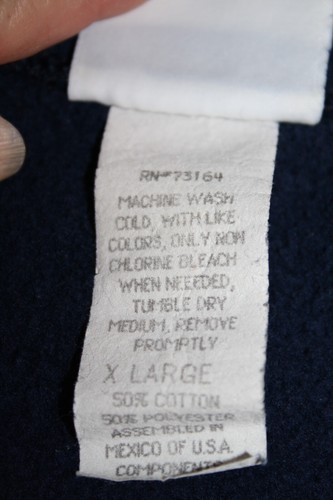 RN#73164
MACHINE WASH
COLD, WITH LIKE
COLORS, ONLY NON
CHLORINE BLEACH
WHEN NEEEDED,
TUMBLE DRY
MEDIUM, REMOVE
PROMPTLY
X LARGE
50% COTTON
50% POLYESTER
ASSEMBLED IN
MEXICO OF U.S.A.
COMPONENTS